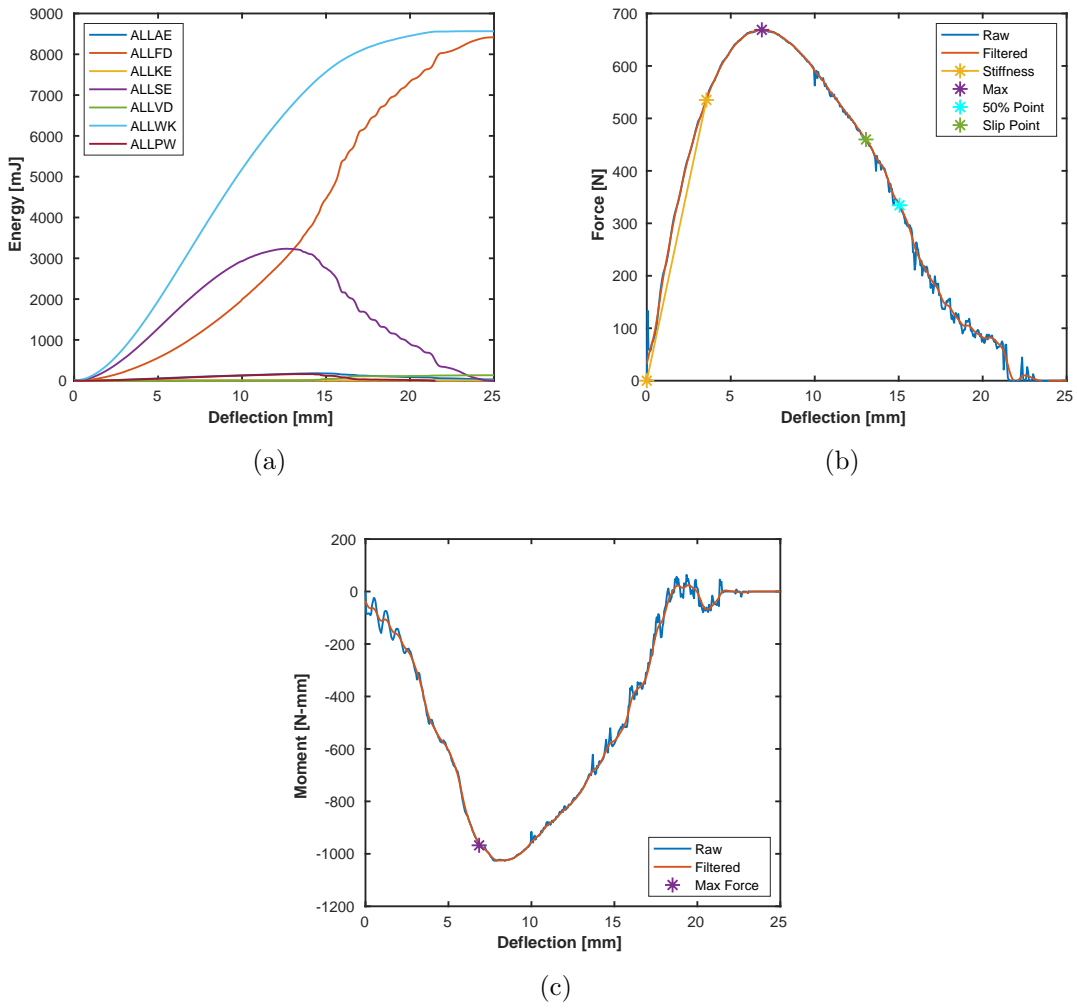 9000
8000
7000
6000
5000
4000
3000
2000
1000
0
Energy [mJ]
ALLAE
ALLFD
ALLKE
ALLSE
ALLVD
ALLWK
ALLPW
0 5 10 15 20 25
Deflection [mm]
(a)
700
600
500
400
300
200
100
0
Force [N]
Raw
Filtered
Stiffness
Max
50% Point
Slip Point
0 5 10 15 20 25
Deflection [mm]
(b)
200
0
-200
-400
-600
-800
-1000
-1200
Moment [N-mm]
Raw
Filtered
Max Force
0 5 10 15 20 25
Deflection [mm]
(c)